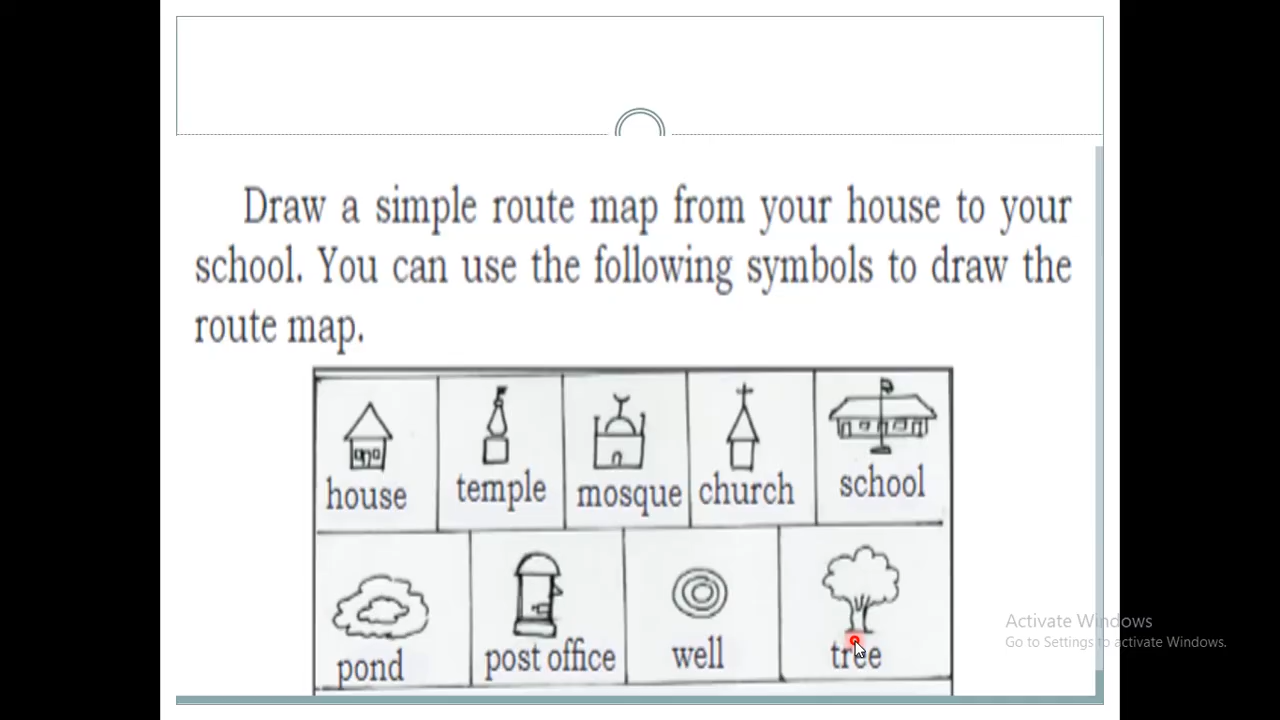 Draw a simple route map from your house to your
school. You can use the following symbols to draw the
route map.
house temple mosque church school
pond post office well tree
Activate Windows
Go to Settings to activate Windows.